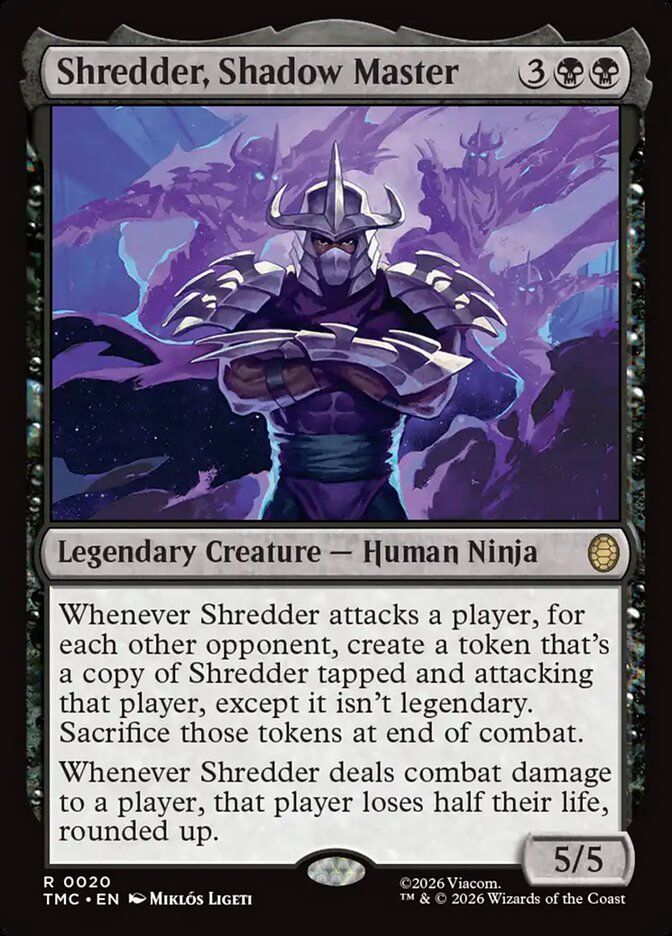 Shredder, Shadow Master 3
Legendary Creature — Human Ninja
Whenever Shredder attacks a player, for
each other opponent, create a token that's
a copy of Shredder tapped and attacking
that player, except it isn't legendary.
Sacrifice those tokens at end of combat.
Whenever Shredder deals combat damage
to a player, that player loses half their life,
rounded up.
5/5
R 0020
TMC • EN Miklós Ligeti
©2026 Viacom.
™ & © 2026 Wizards of the Coast